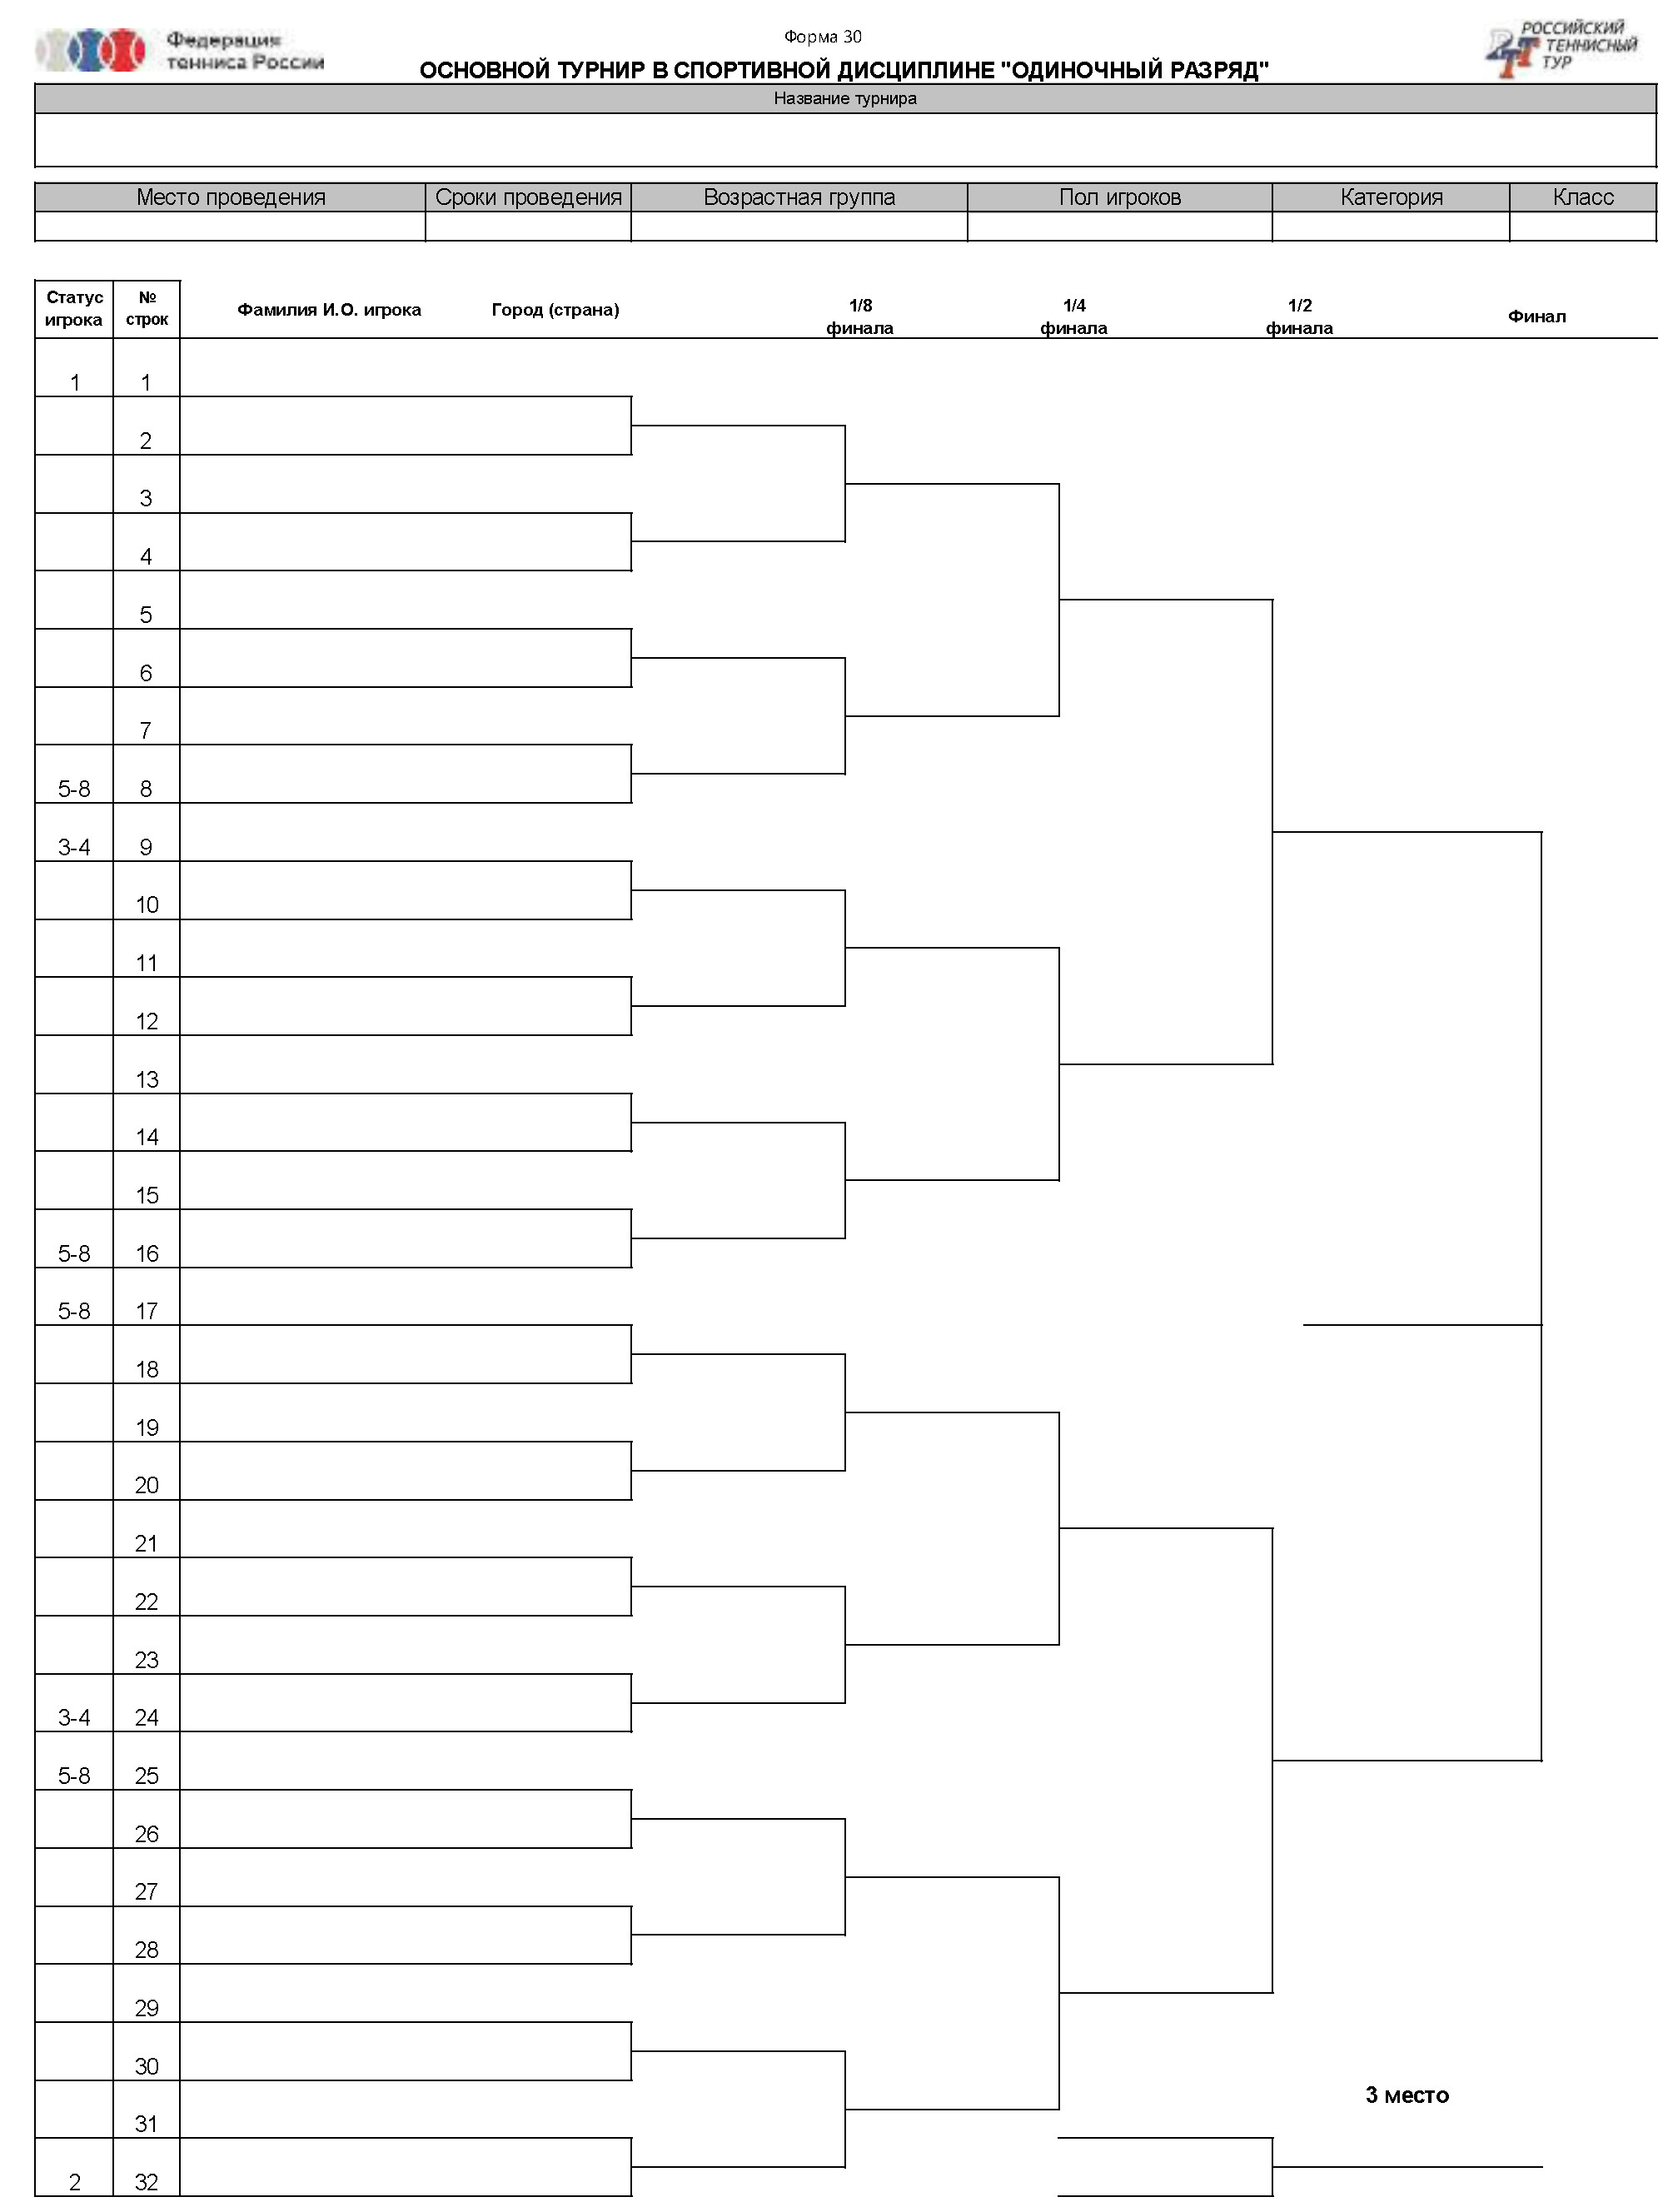 Федерация
тенниса России
Форма 30
РОССИЙСКИЙ
ТЕННИСНЫЙ
ТУР
ОСНОВНОЙ ТУРНИР В СПОРТИВНОЙ ДИСЦИПЛИНЕ "ОДИНОЧНЫЙ РАЗРЯД"
Название турнира
Место проведения Сроки проведения Возрастная группа Пол игроков Категория Класс
Статус игрока № строк Фамилия И.О. игрока Город (страна) 1/8 финала 1/4 финала 1/2 финала Финал
1 1
2
3
4
5
6
7
5-8 8
3-4 9
10
11
12
13
14
15
5-8 16
5-8 17
18
19
20
21
22
23
3-4 24
5-8 25
26
27
28
29
30
3 место
31
2 32